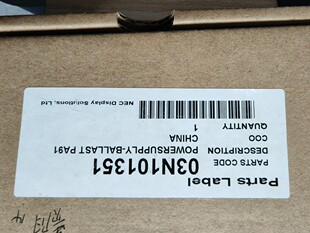 Parts Label
PARTS CODE 03N101351
DESCRIPTION POWERSUPPLY-BALLAST PA91
COO CHINA
QUANTITY 1
NEC Display Solutions, Ltd